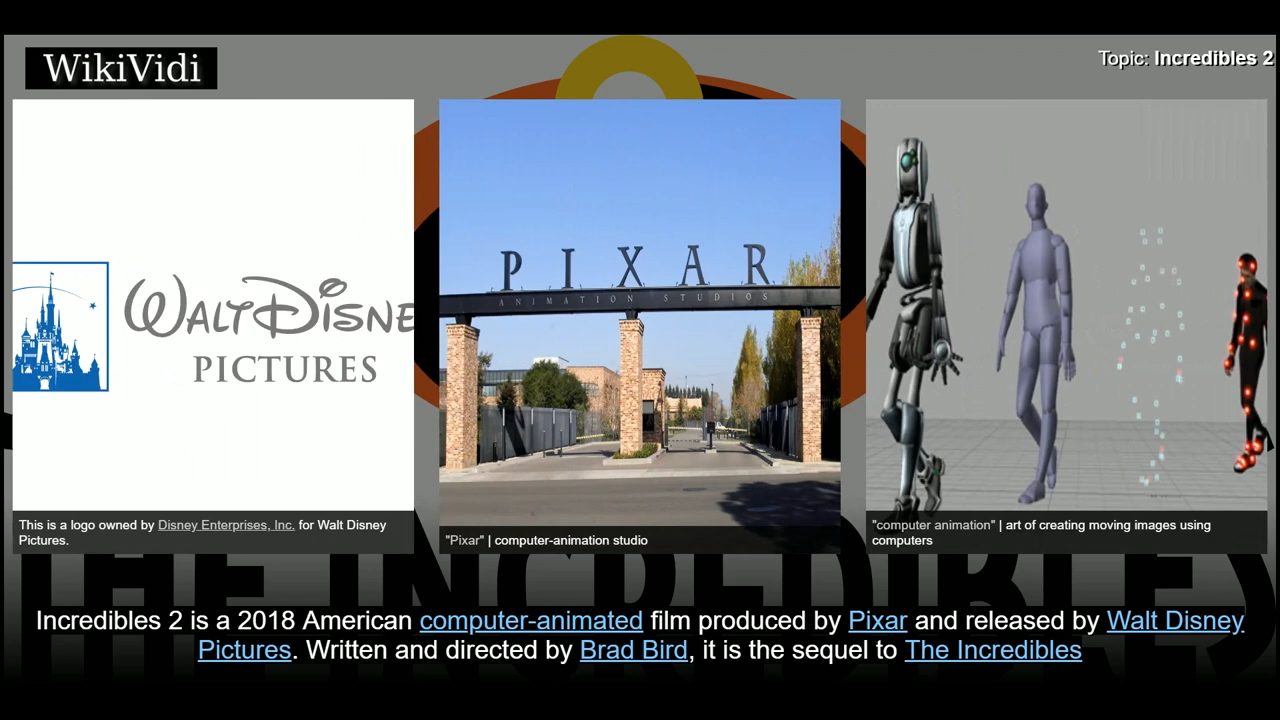 WikiVidi
Topic: Incredibles 2
WALT DISNE
PICTURES
PIXAR
ANIMATION STUDIOS
This is a logo owned by Disney Enterprises, Inc. for Walt Disney
Pictures.
"Pixar" | computer-animation studio
"computer animation" | art of creating moving images using
computers
THE INCREDIBLES
Incredibles 2 is a 2018 American computer-animated film produced by Pixar and released by Walt Disney
Pictures. Written and directed by Brad Bird, it is the sequel to The Incredibles